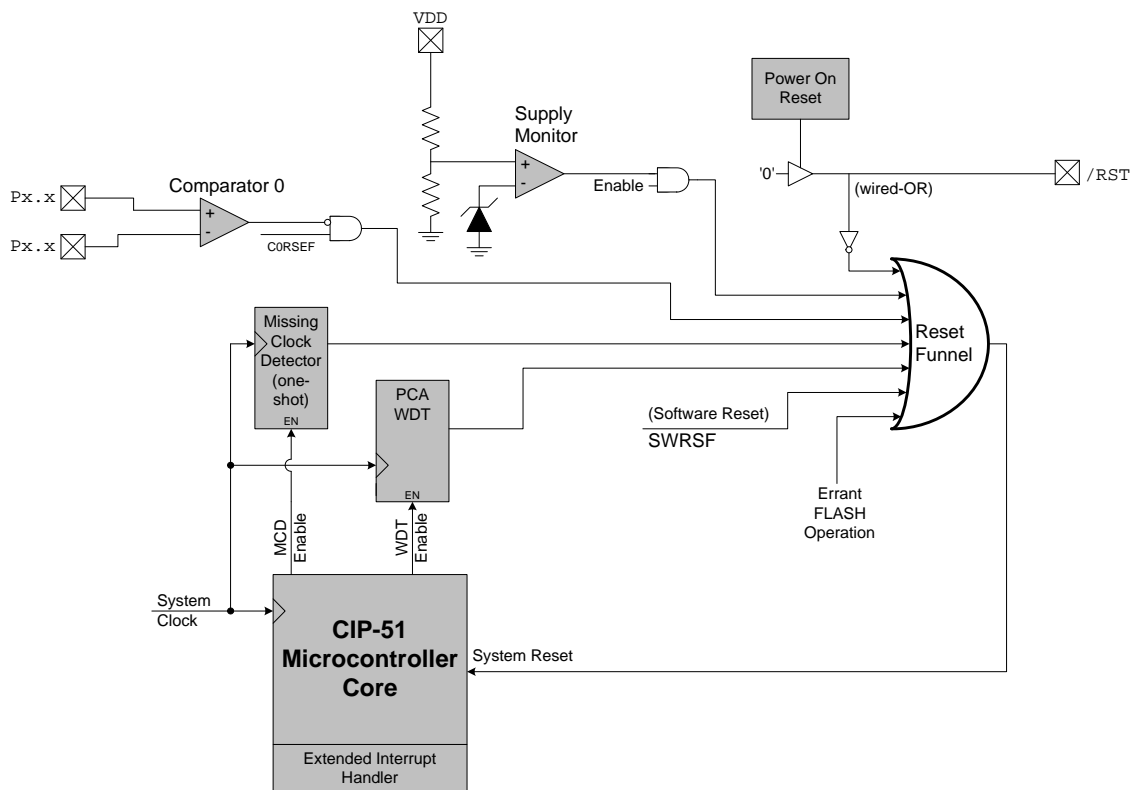 VDD
Power On
Reset
Supply
Monitor
+
-
Enable
'0'
(wired-OR)
/RST
Comparator 0
Px.x
Px.x
+
-
C0RSEF
Missing
Clock
Detector
(one-
shot)
EN
PCA
WDT
EN
Reset
Funnel
(Software Reset)
SWRSF
Errant
FLASH
Operation
MCD
Enable
WDT
Enable
System
Clock
CIP-51
Microcontroller
Core
System Reset
Extended Interrupt
Handler